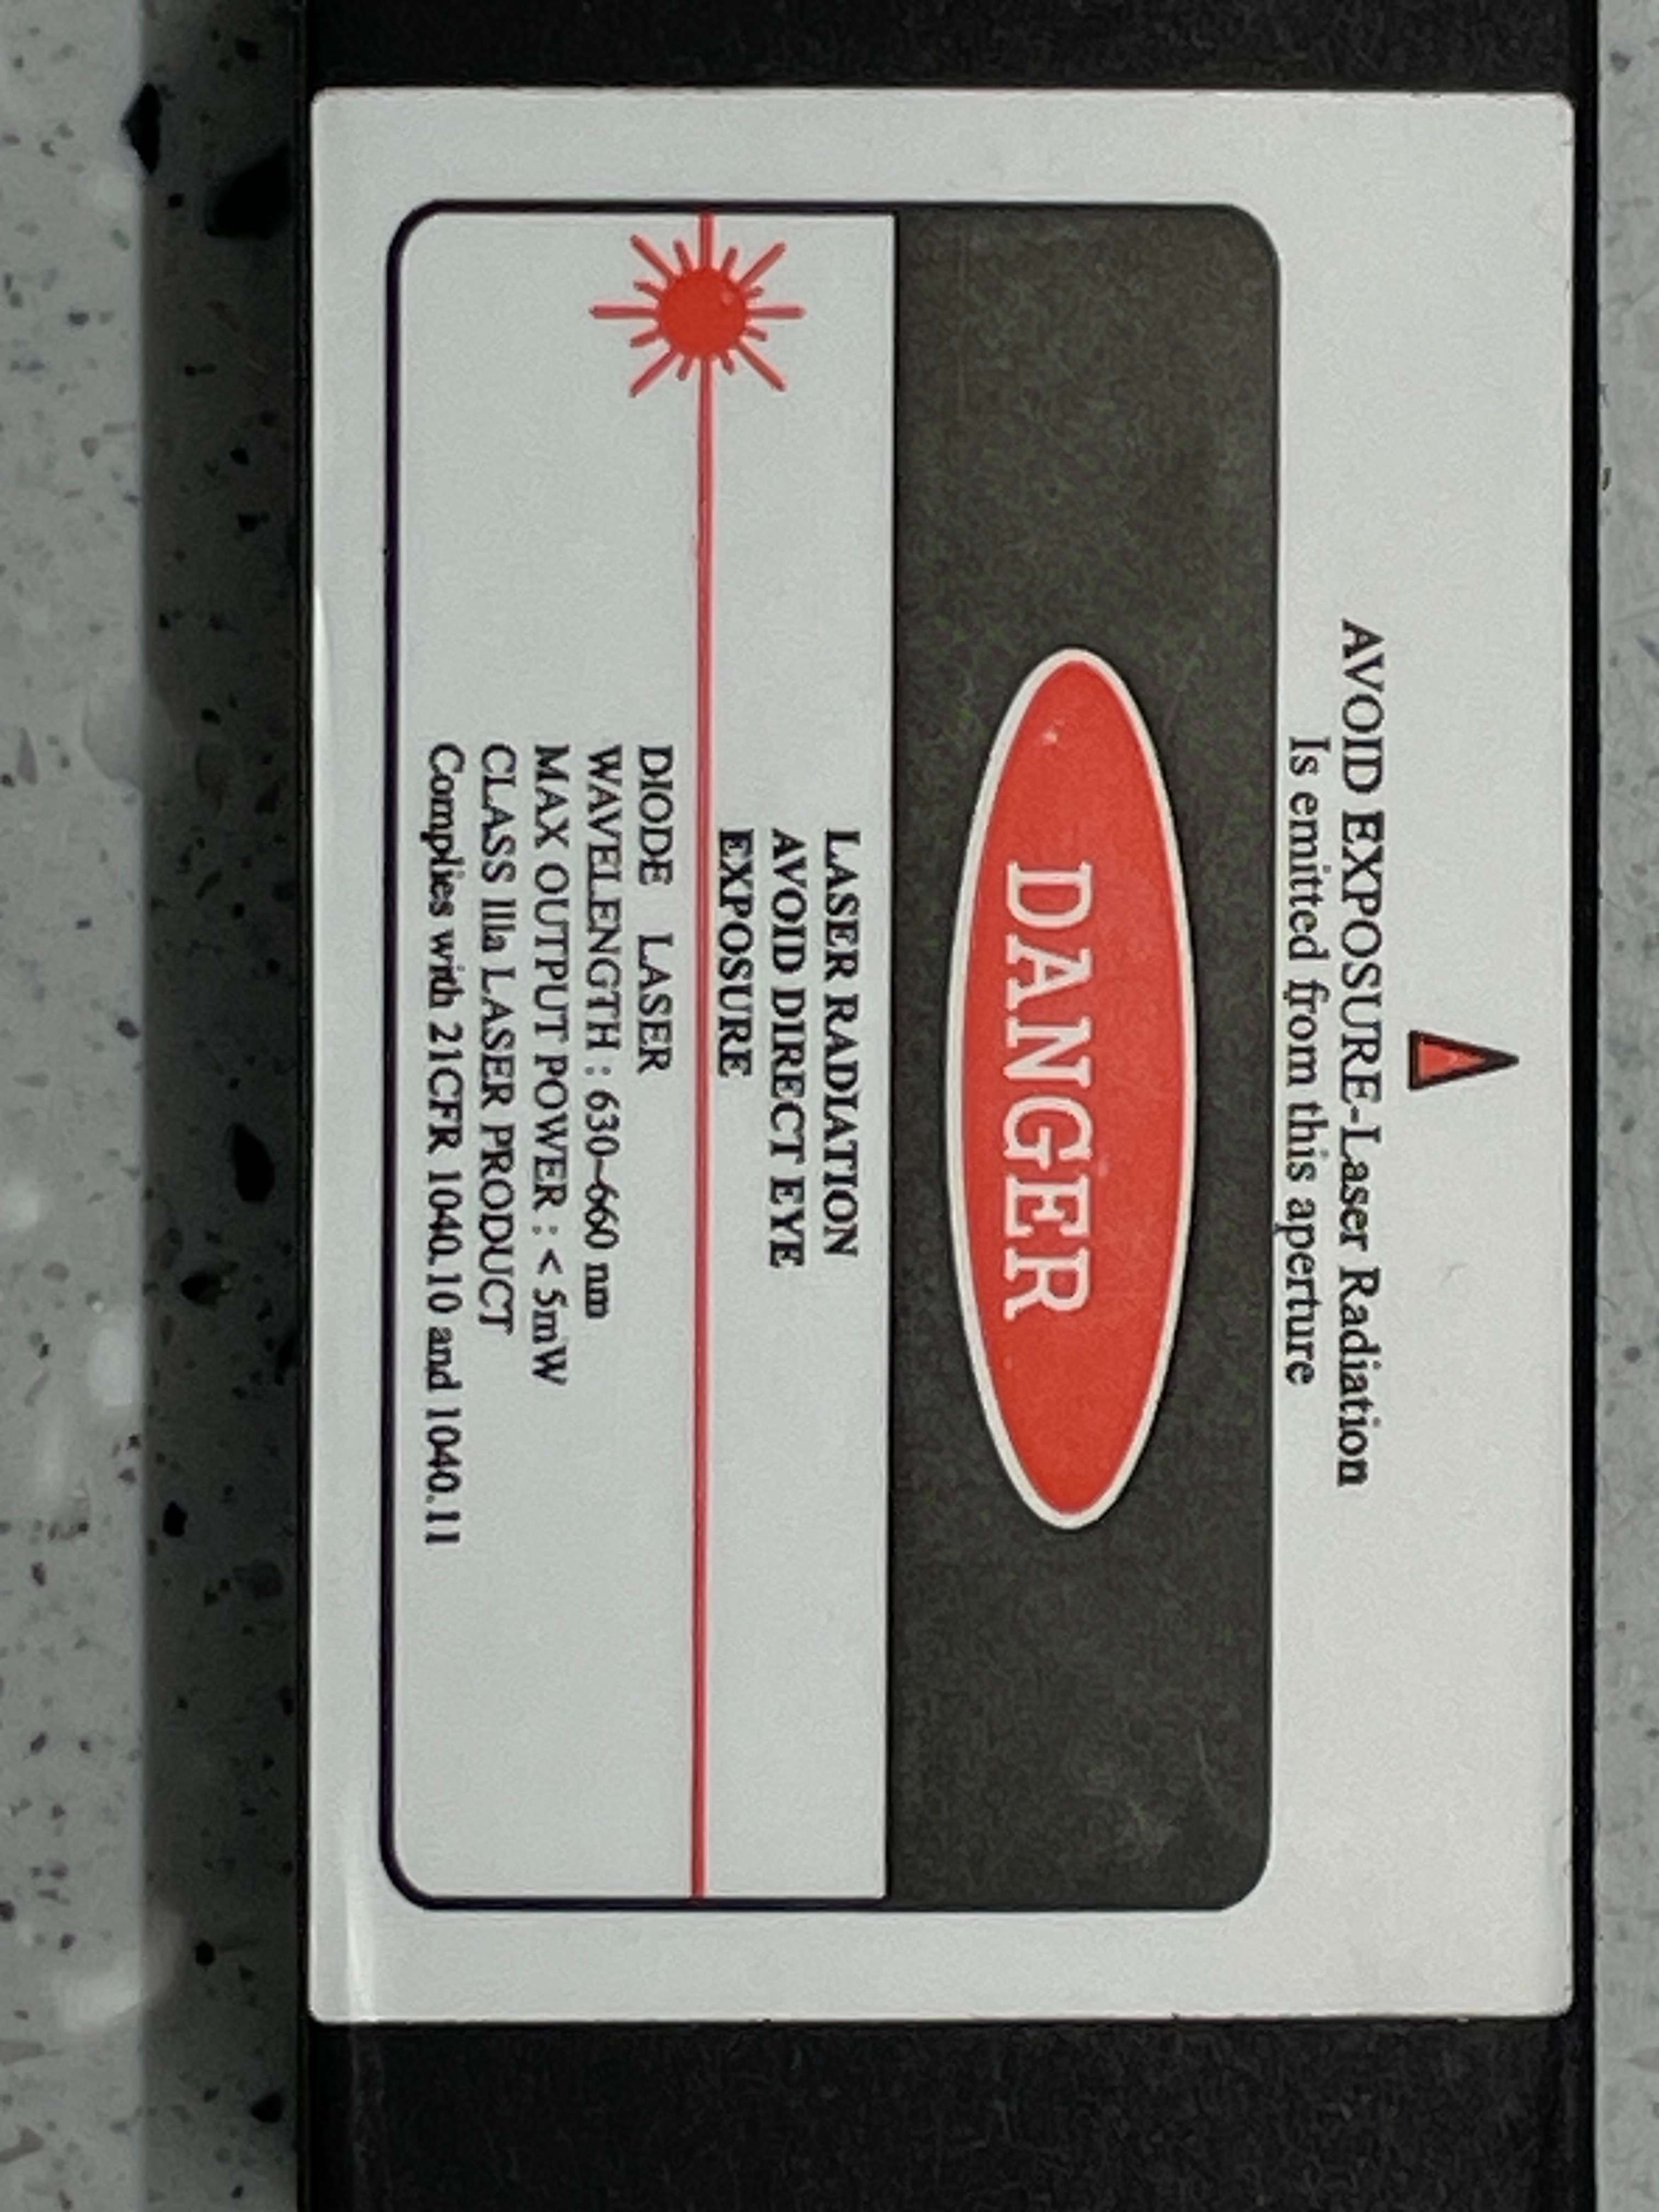 AVOID EXPOSURE-Laser Radiation
Is emitted from this aperture
DANGER
LASER RADIATION
AVOID DIRECT EYE
EXPOSURE
DIODE LASER
WAVELENGTH : 630~660 nm
MAX OUTPUT POWER : < 5mW
CLASS IIIa LASER PRODUCT
Complies with 21CFR 1040.10 and 1040.11